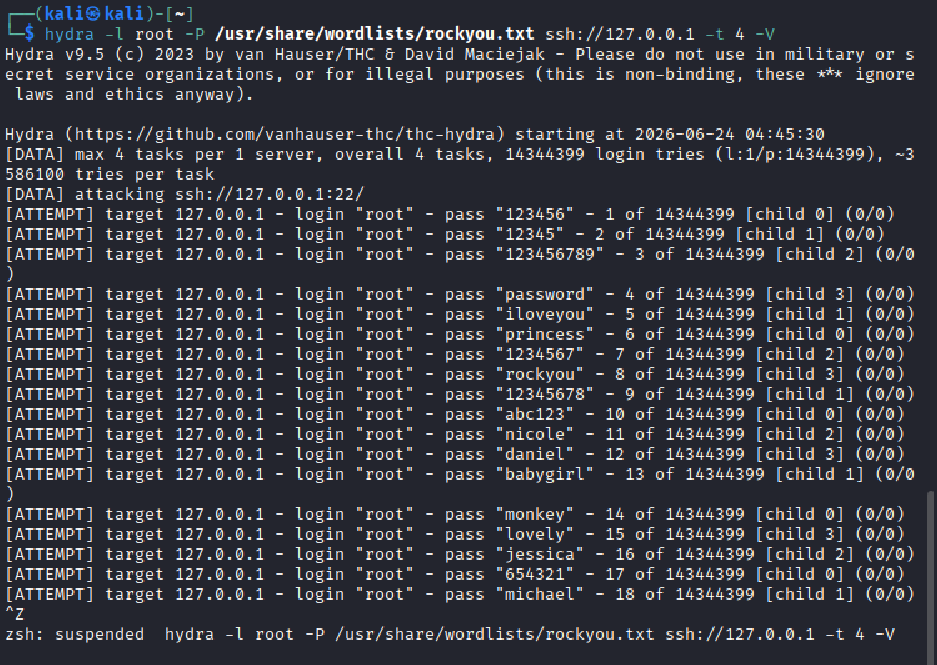 ┌──(kali㉿kali)-[~]
└─$ hydra -l root -P /usr/share/wordlists/rockyou.txt ssh://127.0.0.1 -t 4 -V
Hydra v9.5 (c) 2023 by van Hauser/THC & David Maciejak - Please do not use in military or s
ecret service organizations, or for illegal purposes (this is non-binding, these *** ignore
 laws and ethics anyway).

Hydra (https://github.com/vanhauser-thc/thc-hydra) starting at 2026-06-24 04:45:30
[DATA] max 4 tasks per 1 server, overall 4 tasks, 14344399 login tries (l:1/p:14344399), ~3
586100 tries per task
[DATA] attacking ssh://127.0.0.1:22/
[ATTEMPT] target 127.0.0.1 - login "root" - pass "123456" - 1 of 14344399 [child 0] (0/0)
[ATTEMPT] target 127.0.0.1 - login "root" - pass "12345" - 2 of 14344399 [child 1] (0/0)
[ATTEMPT] target 127.0.0.1 - login "root" - pass "123456789" - 3 of 14344399 [child 2] (0/0
)
[ATTEMPT] target 127.0.0.1 - login "root" - pass "password" - 4 of 14344399 [child 3] (0/0)
[ATTEMPT] target 127.0.0.1 - login "root" - pass "iloveyou" - 5 of 14344399 [child 1] (0/0)
[ATTEMPT] target 127.0.0.1 - login "root" - pass "princess" - 6 of 14344399 [child 0] (0/0)
[ATTEMPT] target 127.0.0.1 - login "root" - pass "1234567" - 7 of 14344399 [child 2] (0/0)
[ATTEMPT] target 127.0.0.1 - login "root" - pass "rockyou" - 8 of 14344399 [child 3] (0/0)
[ATTEMPT] target 127.0.0.1 - login "root" - pass "12345678" - 9 of 14344399 [child 1] (0/0)
[ATTEMPT] target 127.0.0.1 - login "root" - pass "abc123" - 10 of 14344399 [child 0] (0/0)
[ATTEMPT] target 127.0.0.1 - login "root" - pass "nicole" - 11 of 14344399 [child 2] (0/0)
[ATTEMPT] target 127.0.0.1 - login "root" - pass "daniel" - 12 of 14344399 [child 3] (0/0)
[ATTEMPT] target 127.0.0.1 - login "root" - pass "babygirl" - 13 of 14344399 [child 1] (0/0
)
[ATTEMPT] target 127.0.0.1 - login "root" - pass "monkey" - 14 of 14344399 [child 0] (0/0)
[ATTEMPT] target 127.0.0.1 - login "root" - pass "lovely" - 15 of 14344399 [child 3] (0/0)
[ATTEMPT] target 127.0.0.1 - login "root" - pass "jessica" - 16 of 14344399 [child 2] (0/0)
[ATTEMPT] target 127.0.0.1 - login "root" - pass "654321" - 17 of 14344399 [child 0] (0/0)
[ATTEMPT] target 127.0.0.1 - login "root" - pass "michael" - 18 of 14344399 [child 1] (0/0)
^Z
zsh: suspended  hydra -l root -P /usr/share/wordlists/rockyou.txt ssh://127.0.0.1 -t 4 -V